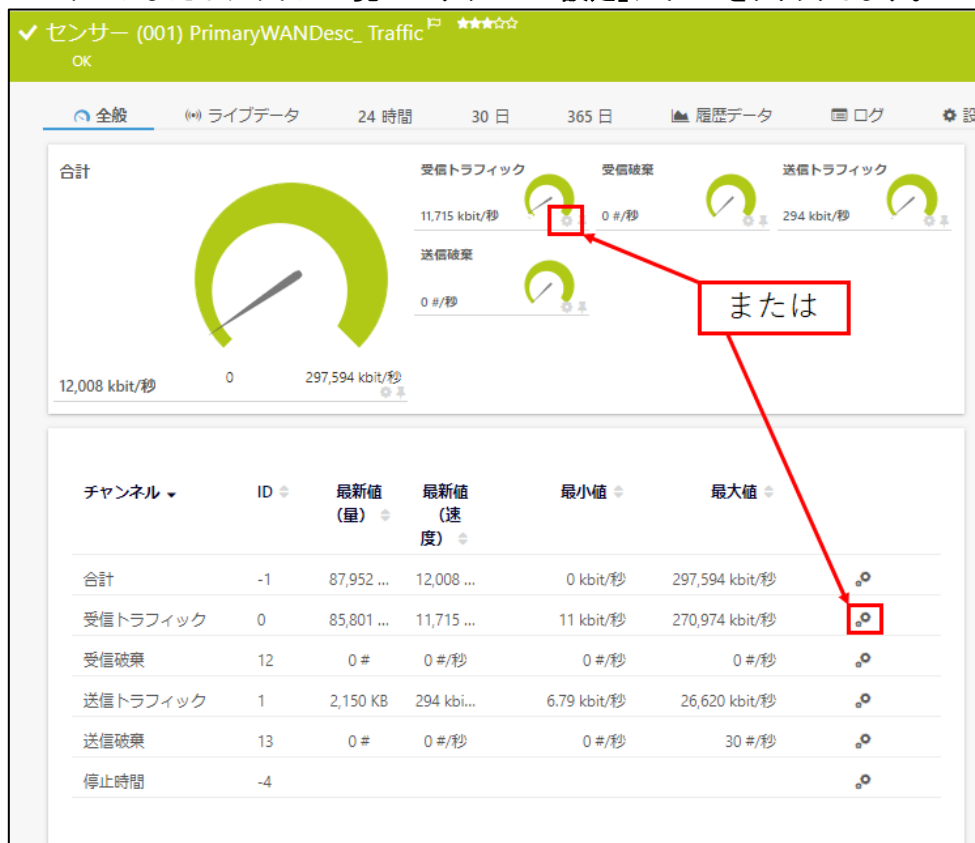 センサー (001) PrimaryWANDesc_ Traffic
OK
全般 ライブデータ 24 時間 30 日 365 日 履歴データ ログ 設
合計
受信トラフィック
受信破棄
送信トラフィック
11,715 kbit/秒
0 #/秒
294 kbit/秒
送信破棄
0 #/秒
または
0
297,594 kbit/秒
12,008 kbit/秒
チャンネル ID 最新値（量） 最新値（速度） 最小値 最大値
合計 -1 87,952 ... 12,008 ... 0 kbit/秒 297,594 kbit/秒
受信トラフィック 0 85,801 ... 11,715 ... 11 kbit/秒 270,974 kbit/秒
受信破棄 12 0 # 0 #/秒 0 #/秒 0 #/秒
送信トラフィック 1 2,150 KB 294 kbi... 6.79 kbit/秒 26,620 kbit/秒
送信破棄 13 0 # 0 #/秒 0 #/秒 30 #/秒
停止時間 -4